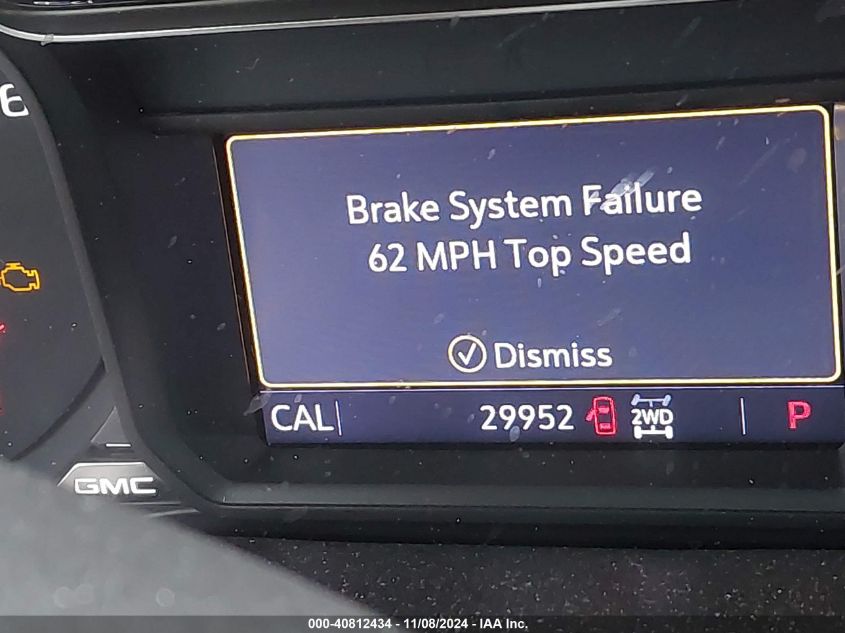 6
Brake System Failure
62 MPH Top Speed
Dismiss
CAL 29952 2WD P
GMC
000-40812434 - 11/08/2024 - IAA Inc.